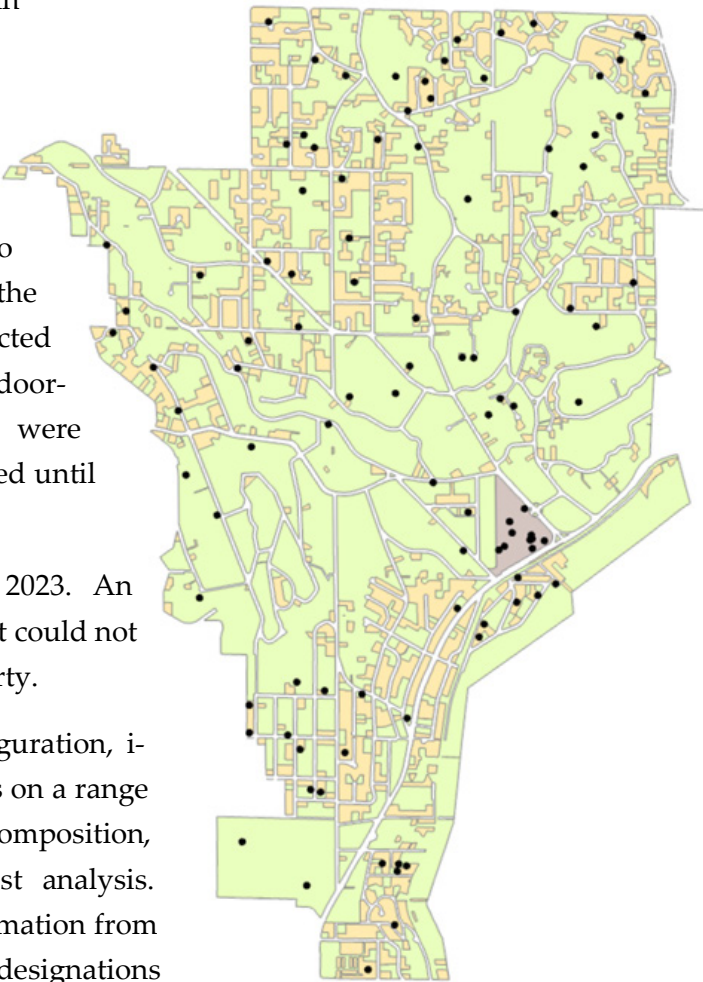 o
the
cted
door-
were
ed until
2023. An
t could not
rty.
guration, i-
s on a range
omposition,
st analysis.
mation from
designations